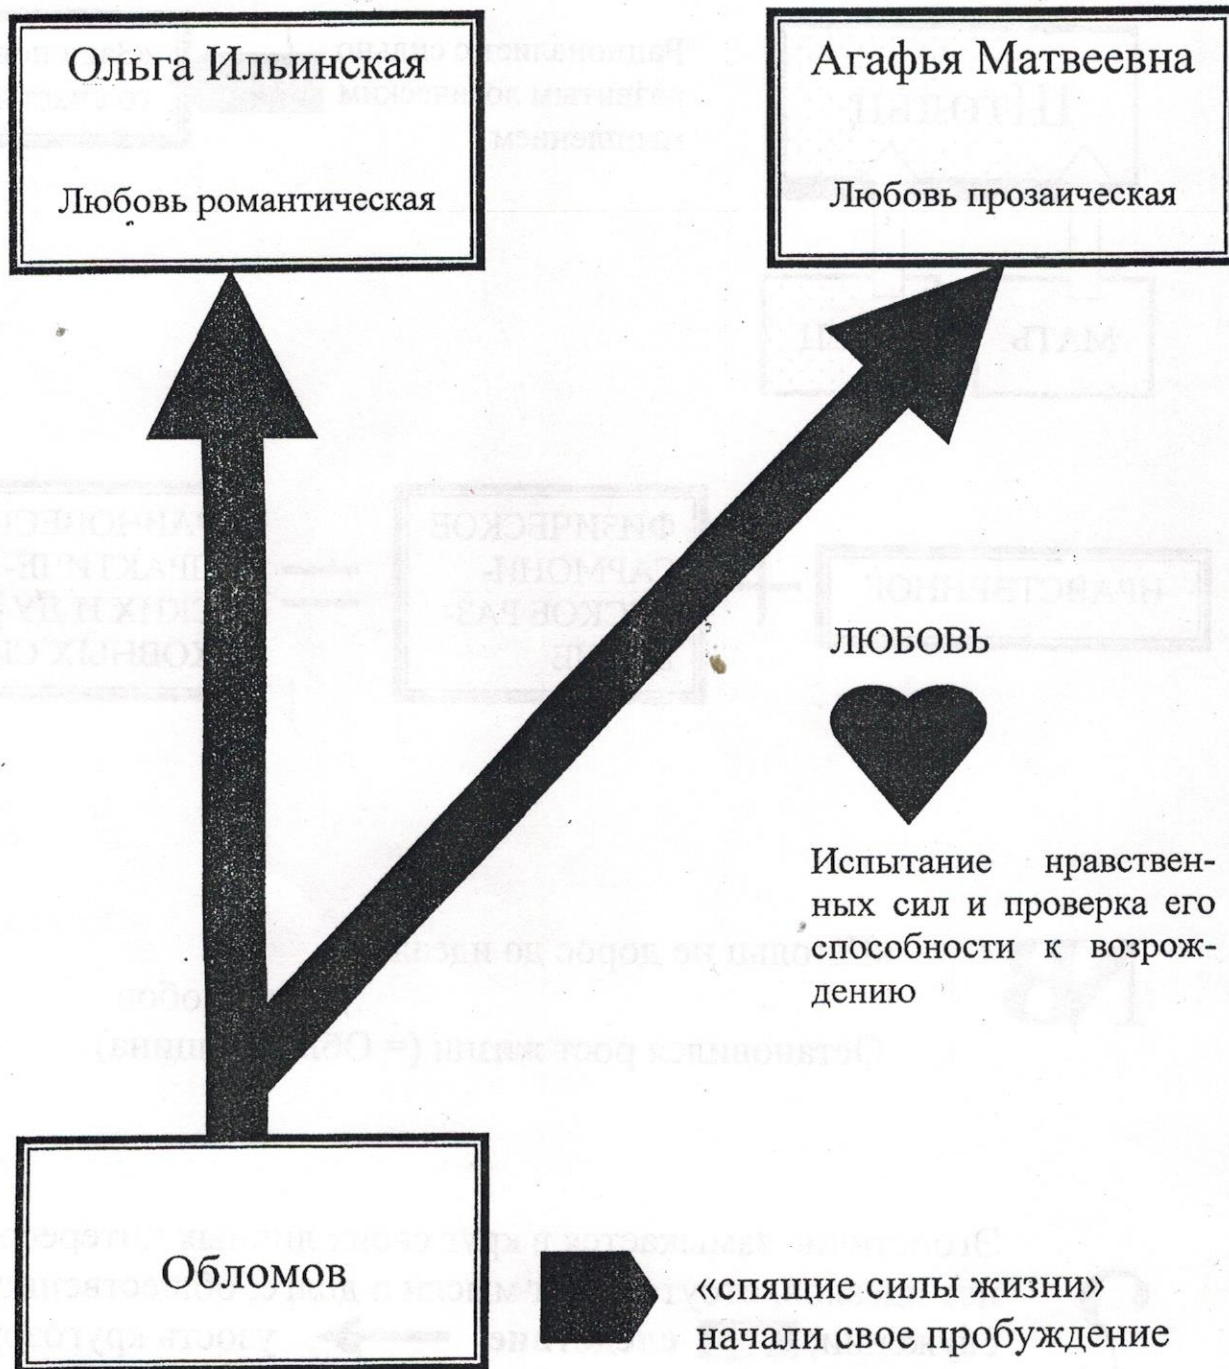 Ольга Ильинская
Любовь романтическая
Агафья Матвеевна
Любовь прозаическая
ЛЮБОВЬ
Испытание нравствен-
ных сил и проверка его
способности к возрож-
дению
Обломов
«спящие силы жизни»
начали свое пробуждение